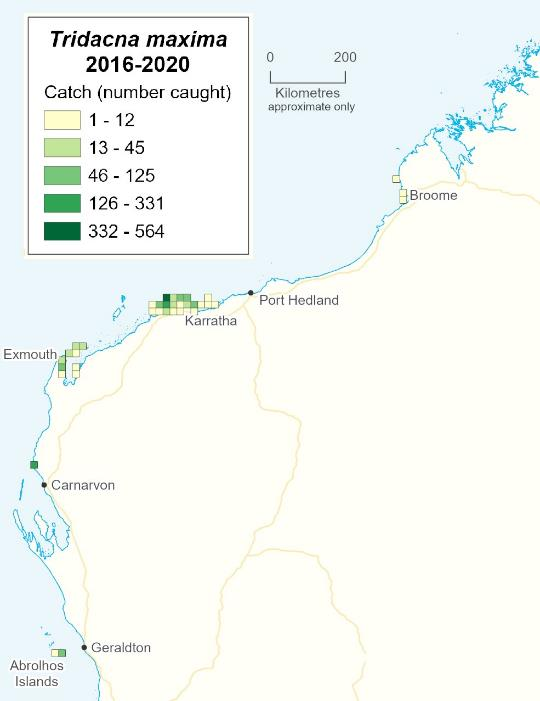 Tridacna maxima
2016-2020
Catch (number caught)
1 - 12
13 - 45
46 - 125
126 - 331
332 - 564
0 200
Kilometres
approximate only
Broome
Port Hedland
Karratha
Exmouth
Carnarvon
Geraldton
Abrolhos
Islands